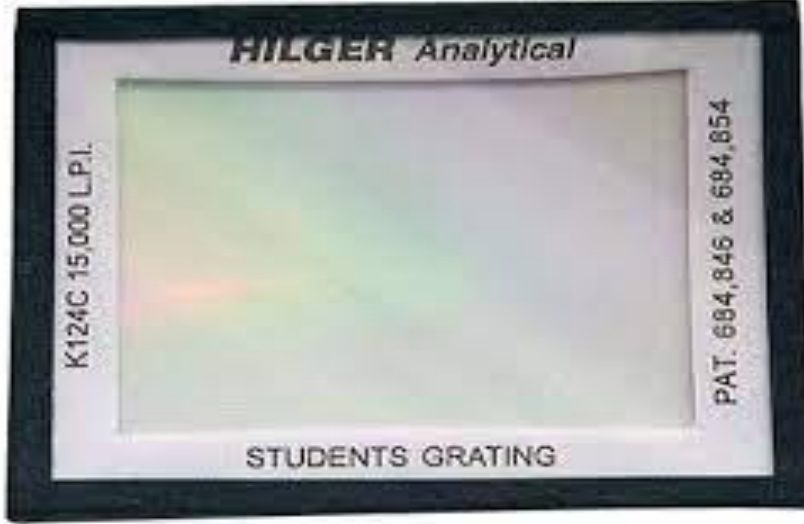 HILGER Analytical
K124C 15,000 L.P.I.
PAT. 684,846 & 684,854
STUDENTS GRATING